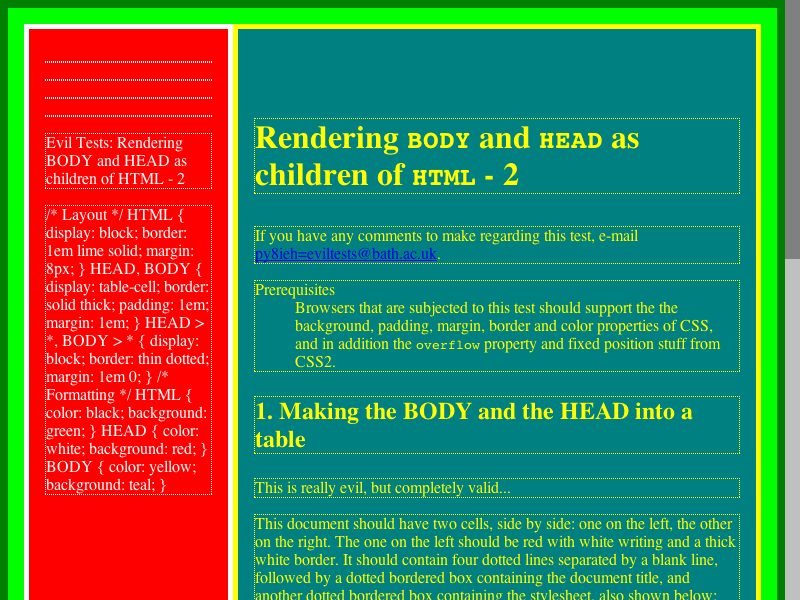 Evil Tests: Rendering
BODY and HEAD as
children of HTML - 2
/* Layout */ HTML {
display: block; border:
1em lime solid; margin:
8px; } HEAD, BODY {
display: table-cell; border:
solid thick; padding: 1em;
margin: 1em; } HEAD >
*, BODY > * { display:
block; border: thin dotted;
margin: 1em 0; } /*
Formatting */ HTML {
color: black; background:
green; } HEAD { color:
white; background: red; }
BODY { color: yellow;
background: teal; }
Rendering BODY and HEAD as
children of HTML - 2
If you have any comments to make regarding this test, e-mail
py8ieh=eviltests@bath.ac.uk.
Prerequisites
Browsers that are subjected to this test should support the the
background, padding, margin, border and color properties of CSS,
and in addition the overflow property and fixed position stuff from
CSS2.
1. Making the BODY and the HEAD into a
table
This is really evil, but completely valid...
This document should have two cells, side by side: one on the left, the other
on the right. The one on the left should be red with white writing and a thick
white border. It should contain four dotted lines separated by a blank line,
followed by a dotted bordered box containing the document title, and
another dotted bordered box containing the stylesheet, also shown below: